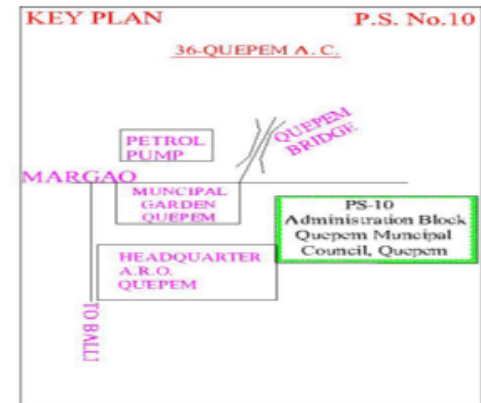 KEY PLAN
P.S. No.10
36-QUEPEM A. C.
PETROL
PUMP
QUEPEM
BRIDGE
MARGAO
MUNCIPAL
GARDEN
QUEPEM
PS-10
Administration Block
Quepem Muncipal
Council, Quepem
HEADQUARTER
A.R.O.
QUEPEM
TO BALLI